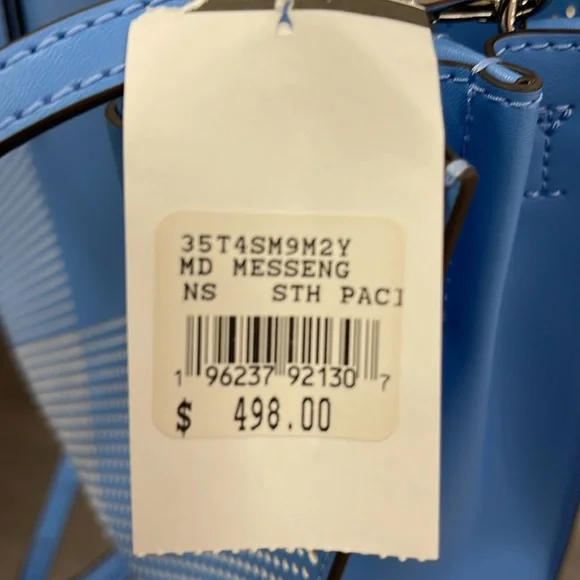 35T4SM9M2Y
MD MESSENG
NS STH PACI
1 96237 92130 7
$ 498.00